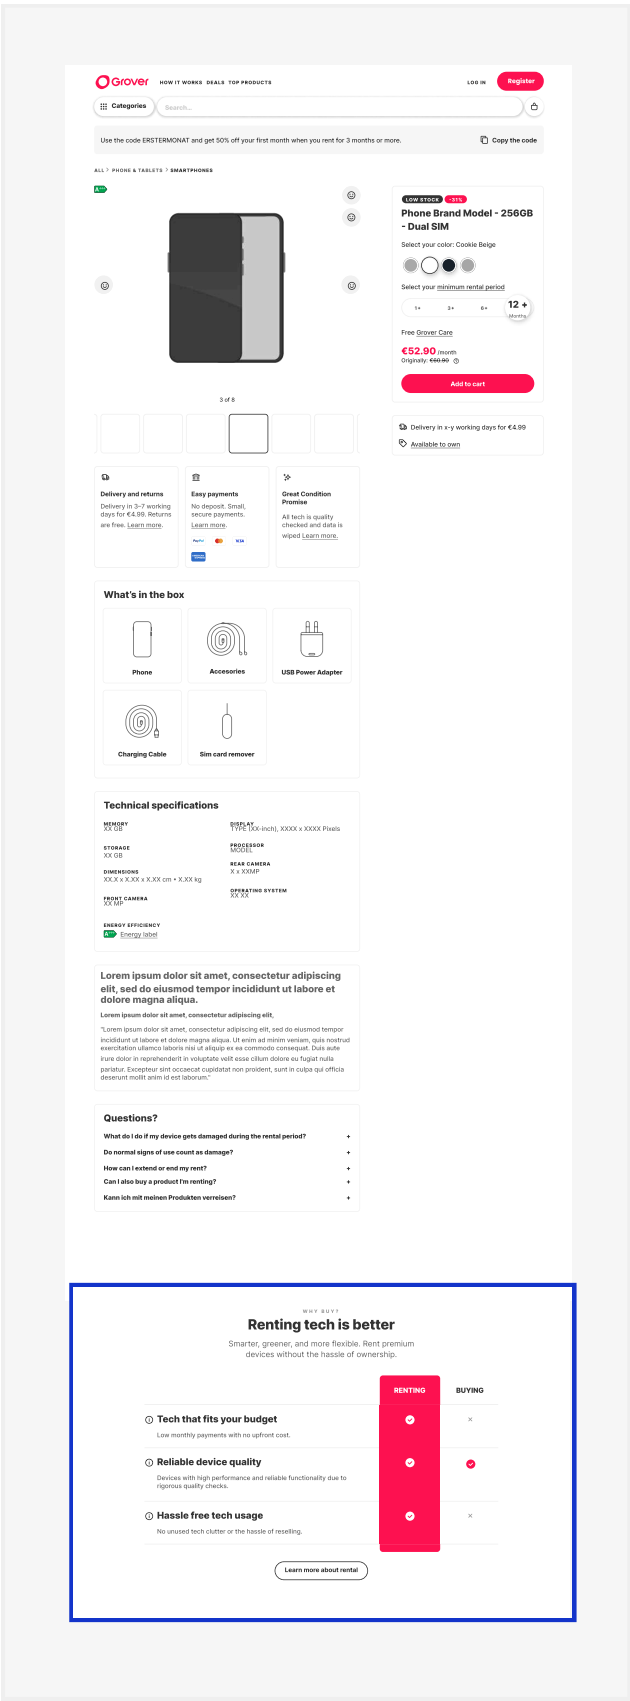 Grover
HOW IT WORKS DEALS TOP PRODUCTS
LOG IN
Register
Categories
Search...
Use the code ERSTERMONAT and get 50% off your first month when you rent for 3 months or more.
Copy the code
ALL > PHONE & TABLETS > SMARTPHONES
3 of 8
LOW STOCK -31%
Phone Brand Model - 256GB
- Dual SIM
Select your color: Cookie Beige
Select your minimum rental period
1+ 3+ 6+ 12 +
Months
Free Grover Care
€52.90 /month
Originally: €60.90
Add to cart
Delivery in x-y working days for €4.99
Available to own
Delivery and returns
Delivery in 3–7 working
days for €4.99. Returns
are free. Learn more.
Easy payments
No deposit. Small,
secure payments.
Learn more.
PayPal VISA
Great Condition
Promise
All tech is quality
checked and data is
wiped Learn more.
What's in the box
Phone
Accesories
USB Power Adapter
Charging Cable
Sim card remover
Technical specifications
MEMORY
XX GB
STORAGE
XX GB
DIMENSIONS
XX.X x X.XX x X.XX cm • X.XX kg
FRONT CAMERA
XX MP
ENERGY EFFICIENCY
Energy label
DISPLAY
TYPE (XX-inch), XXXX x XXXX Pixels
PROCESSOR
MODEL
REAR CAMERA
X x XXMP
OPERATING SYSTEM
XX XX
Lorem ipsum dolor sit amet, consectetur adipiscing
elit, sed do eiusmod tempor incididunt ut labore et
dolore magna aliqua.
Lorem ipsum dolor sit amet, consectetur adipiscing elit,
"Lorem ipsum dolor sit amet, consectetur adipiscing elit, sed do eiusmod tempor
incididunt ut labore et dolore magna aliqua. Ut enim ad minim veniam, quis nostrud
exercitation ullamco laboris nisi ut aliquip ex ea commodo consequat. Duis aute
irure dolor in reprehenderit in voluptate velit esse cillum dolore eu fugiat nulla
pariatur. Excepteur sint occaecat cupidatat non proident, sunt in culpa qui officia
deserunt mollit anim id est laborum."
Questions?
What do I do if my device gets damaged during the rental period? +
Do normal signs of use count as damage? +
How can I extend or end my rent? +
Can I also buy a product I'm renting? +
Kann ich mit meinen Produkten verreisen? +
WHY BUY?
Renting tech is better
Smarter, greener, and more flexible. Rent premium
devices without the hassle of ownership.
RENTING BUYING
Tech that fits your budget
Low monthly payments with no upfront cost.
Reliable device quality
Devices with high performance and reliable functionality due to
rigorous quality checks.
Hassle free tech usage
No unused tech clutter or the hassle of reselling.
Learn more about rental